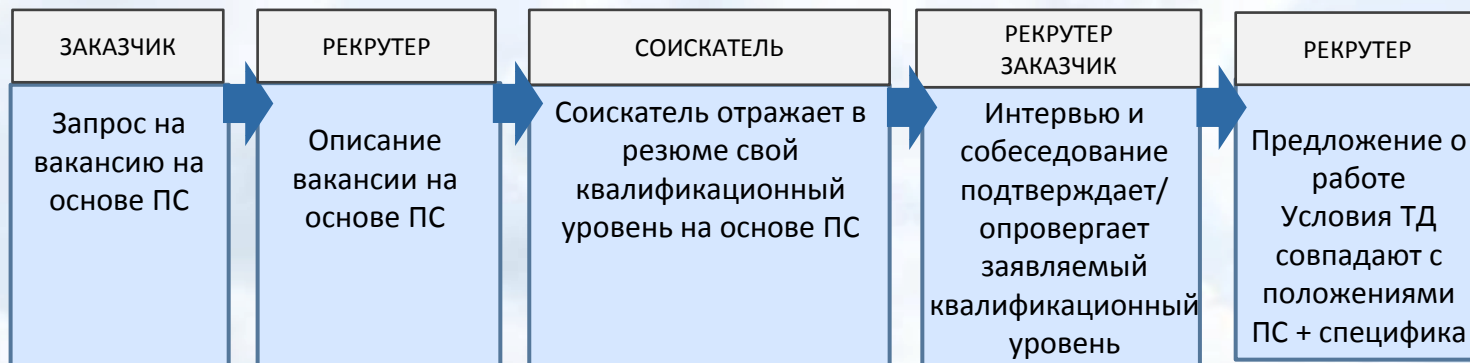 ЗАКАЗЧИК
Запрос на
вакансию на
основе ПС
РЕКРУТЕР
Описание
вакансии на
основе ПС
СОИСКАТЕЛЬ
Соискатель отражает в
резюме свой
квалификационный
уровень на основе ПС
РЕКРУТЕР
ЗАКАЗЧИК
Интервью и
собеседование
подтверждает/
опровергает
заявляемый
квалификационный
уровень
РЕКРУТЕР
Предложение о
работе
Условия ТД
совпадают с
положениями
ПС + специфика